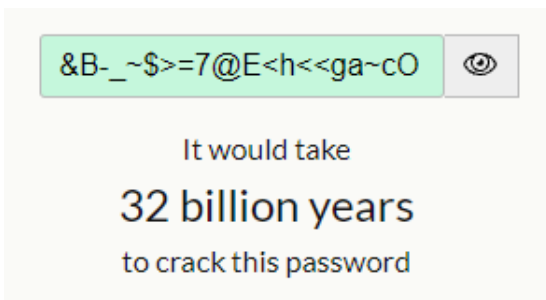 &B-_~$>=7@E<h<<ga~cO
It would take
32 billion years
to crack this password